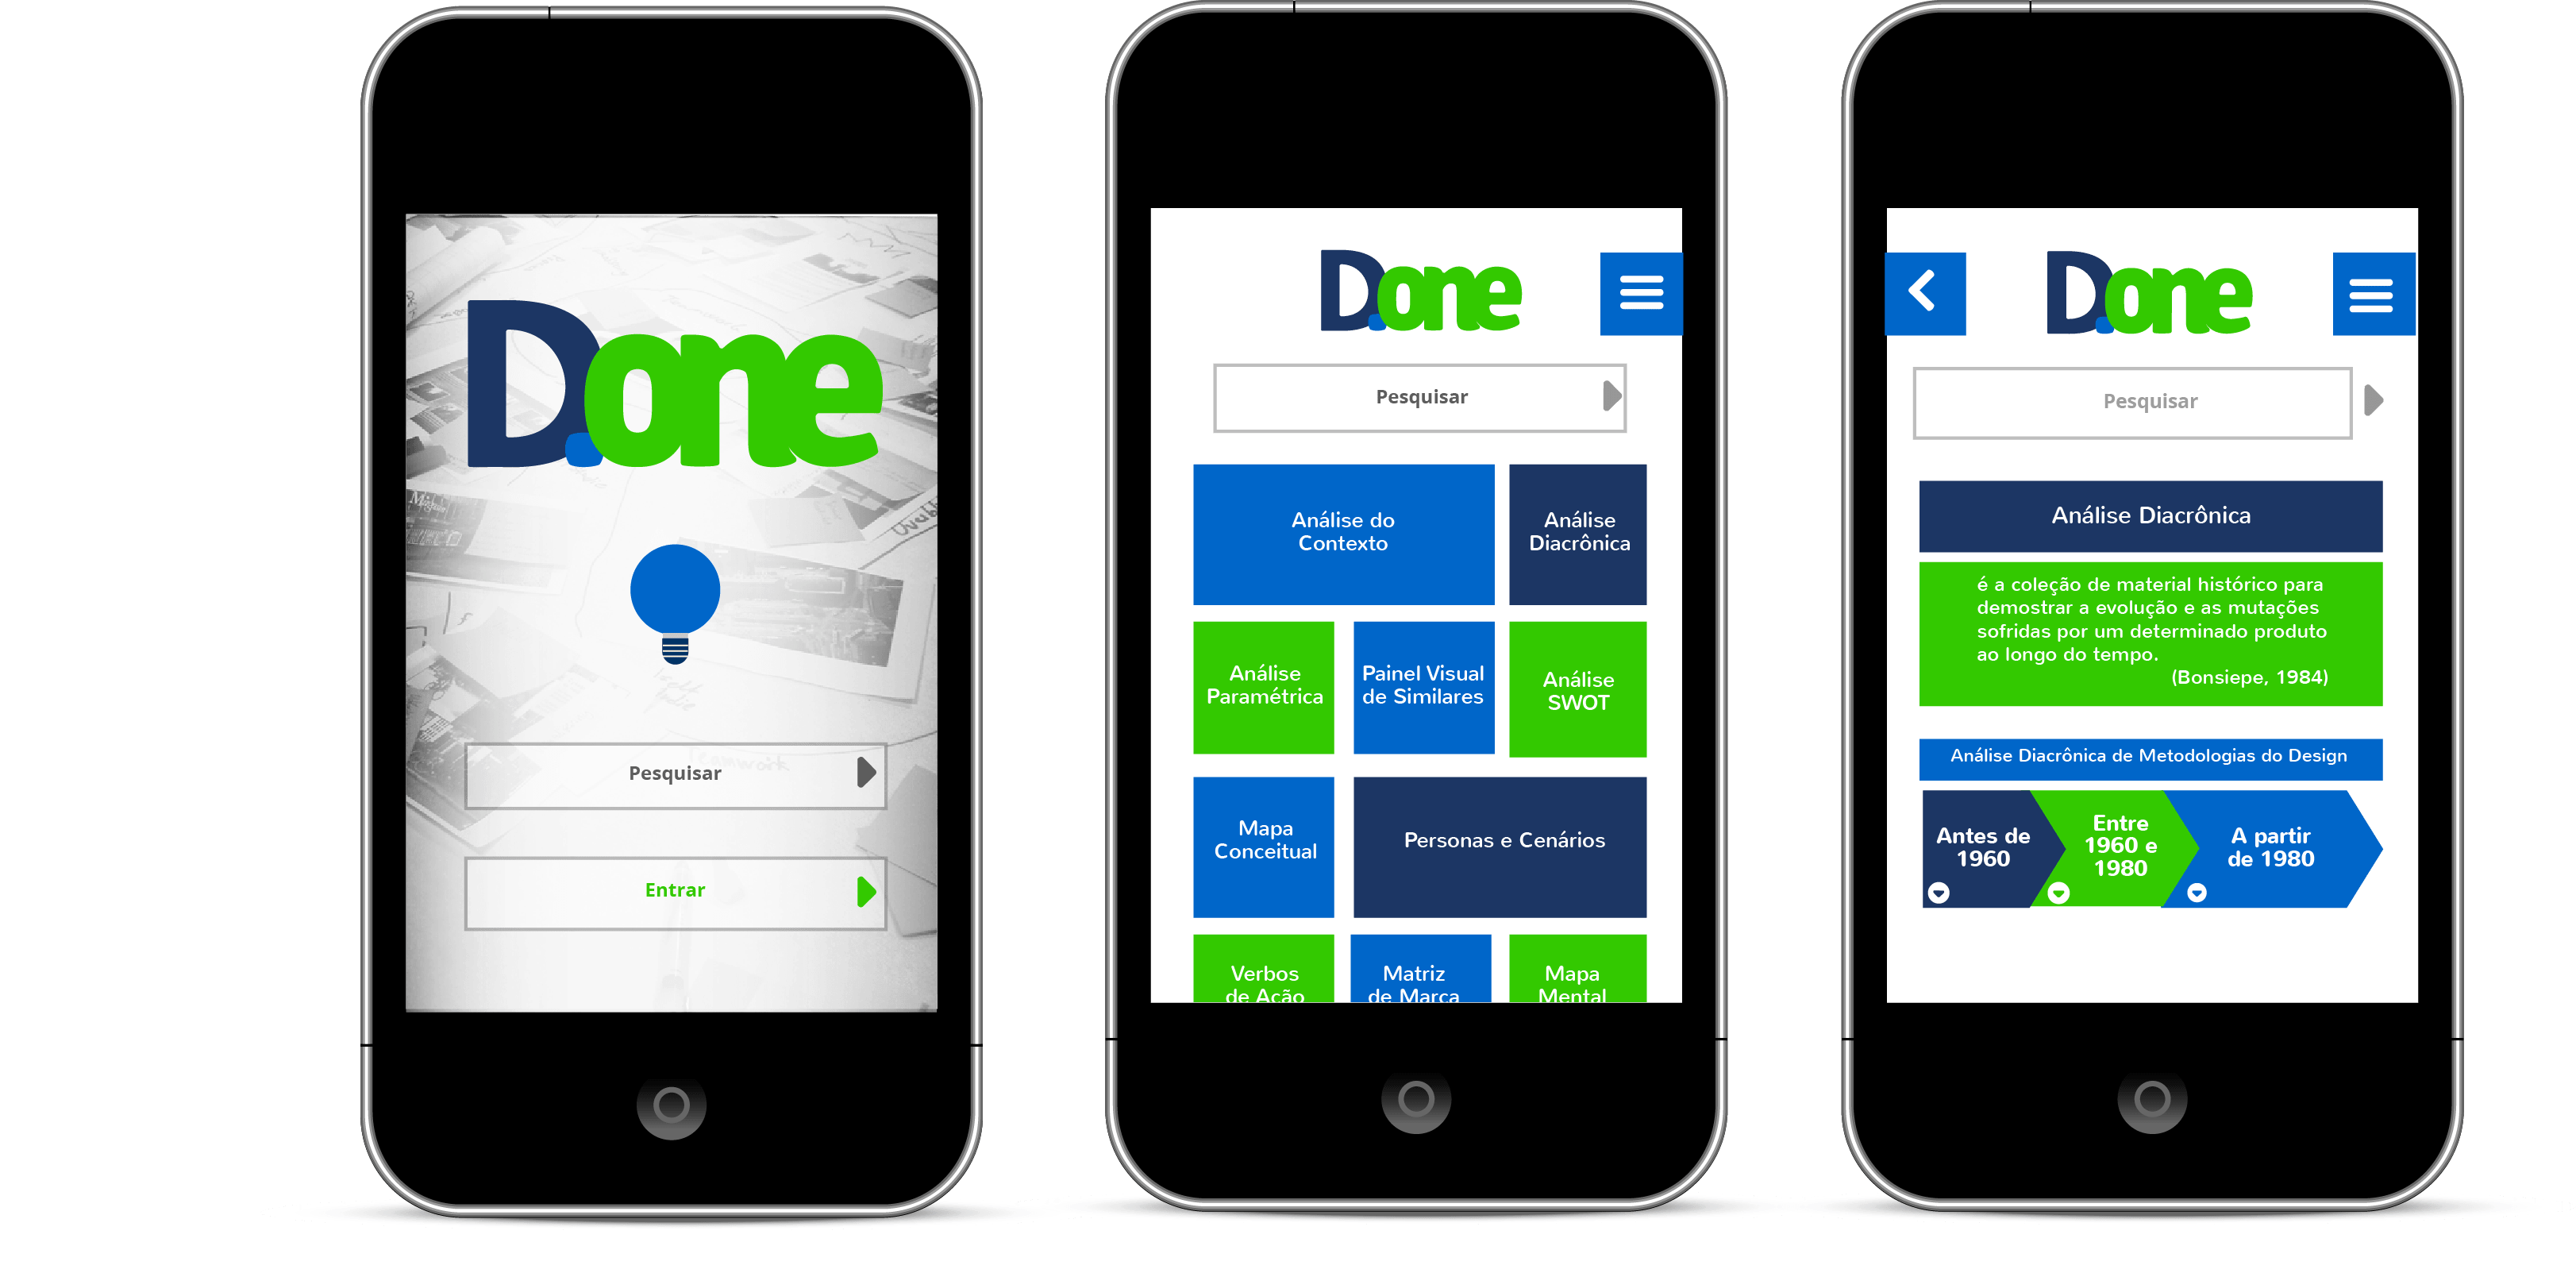 D.one
Pesquisar
Entrar
D.one
Pesquisar
Análise do
Contexto
Análise
Diacrônica
Análise
Paramétrica
Painel Visual
de Similares
Análise
SWOT
Mapa
Conceitual
Personas e Cenários
Verbos
de Ação
Matriz
de Marca
Mapa
Mental
D.one
Pesquisar
Análise Diacrônica
é a coleção de material histórico para
demostrar a evolução e as mutações
sofridas por um determinado produto
ao longo do tempo.
(Bonsiepe, 1984)
Análise Diacrônica de Metodologias do Design
Antes de
1960
Entre
1960 e
1980
A partir
de 1980